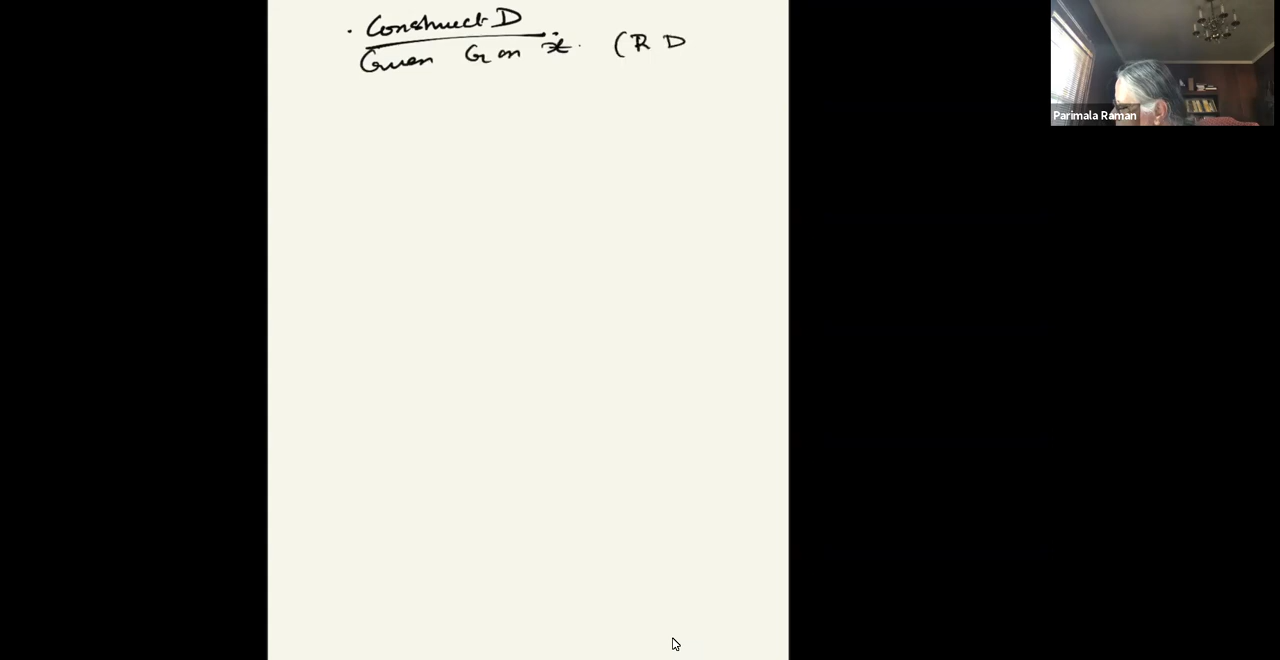 . Construct D
Given G on x. (R D
Parimala Raman